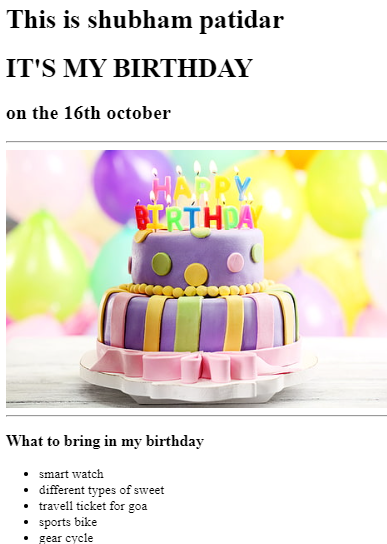 This is shubham patidar
IT'S MY BIRTHDAY
on the 16th october
HAPPY
BIRTHDAY
What to bring in my birthday
smart watch
different types of sweet
travell ticket for goa
sports bike
gear cycle